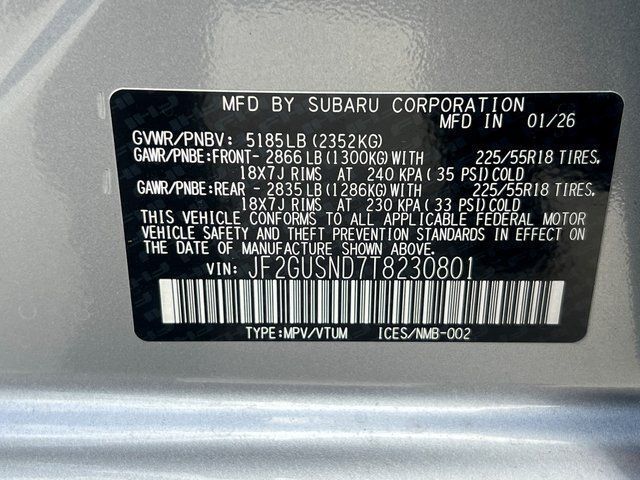 MFD BY SUBARU CORPORATION
MFD IN 01/26
GVWR/PNBV: 5185LB (2352KG)
GAWR/PNBE:FRONT- 2866 LB (1300KG) WITH 225/55R18 TIRES,
18X7J RIMS AT 240 KPA (35 PSI) COLD
GAWR/PNBE:REAR - 2835 LB (1286KG) WITH 225/55R18 TIRES,
18X7J RIMS AT 230 KPA (33 PSI) COLD
THIS VEHICLE CONFORMS TO ALL APPLICABLE FEDERAL MOTOR
VEHICLE SAFETY AND THEFT PREVENTION STANDARDS IN EFFECT ON
THE DATE OF MANUFACTURE SHOWN ABOVE.
VIN: JF2GUSND7T8230801
TYPE:MPV/VTUM ICES/NMB-002